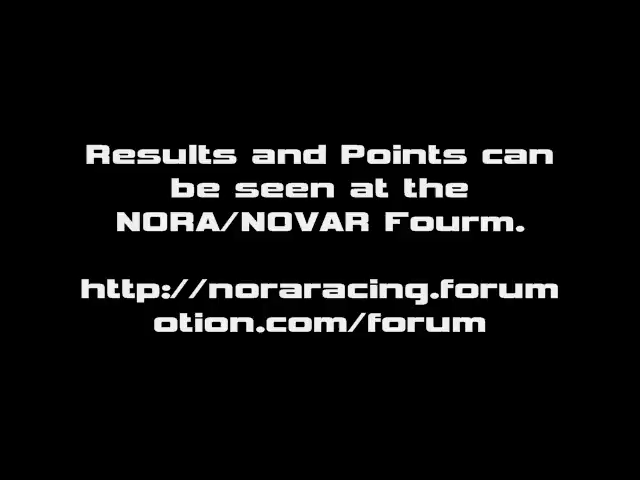 Results and Points can
be seen at the
NORA/NOVAR Fourm.
http://noraracing.forum
otion.com/forum